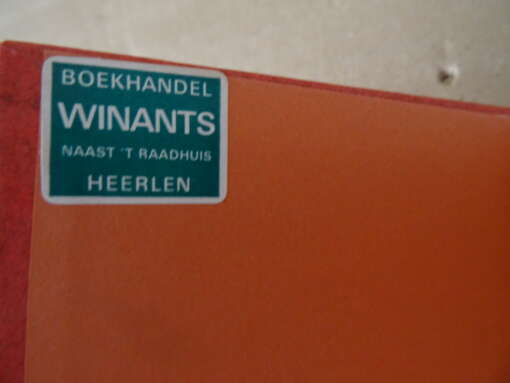 BOEKHANDEL
WINANTS
NAAST 'T RAADHUIS
HEERLEN